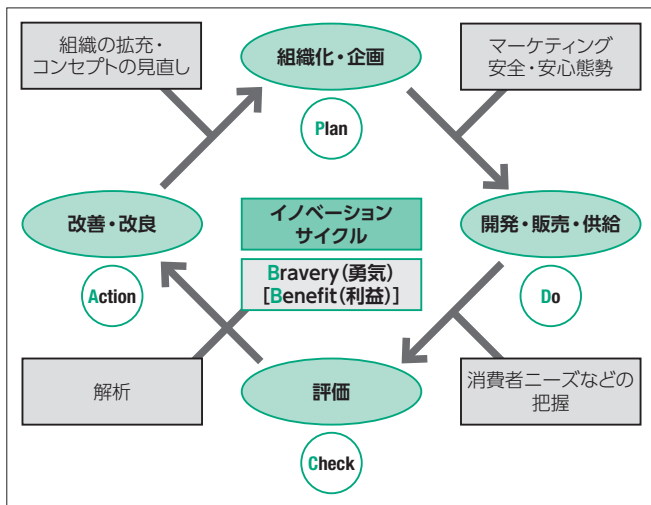 組織の拡充・
コンセプトの見直し
組織化・企画
マーケティング
安全・安心態勢
Plan
改善・改良
イノベーション
サイクル
開発・販売・供給
Bravery（勇気）
[Benefit（利益）]
Action
Do
解析
評価
消費者ニーズなどの
把握
Check